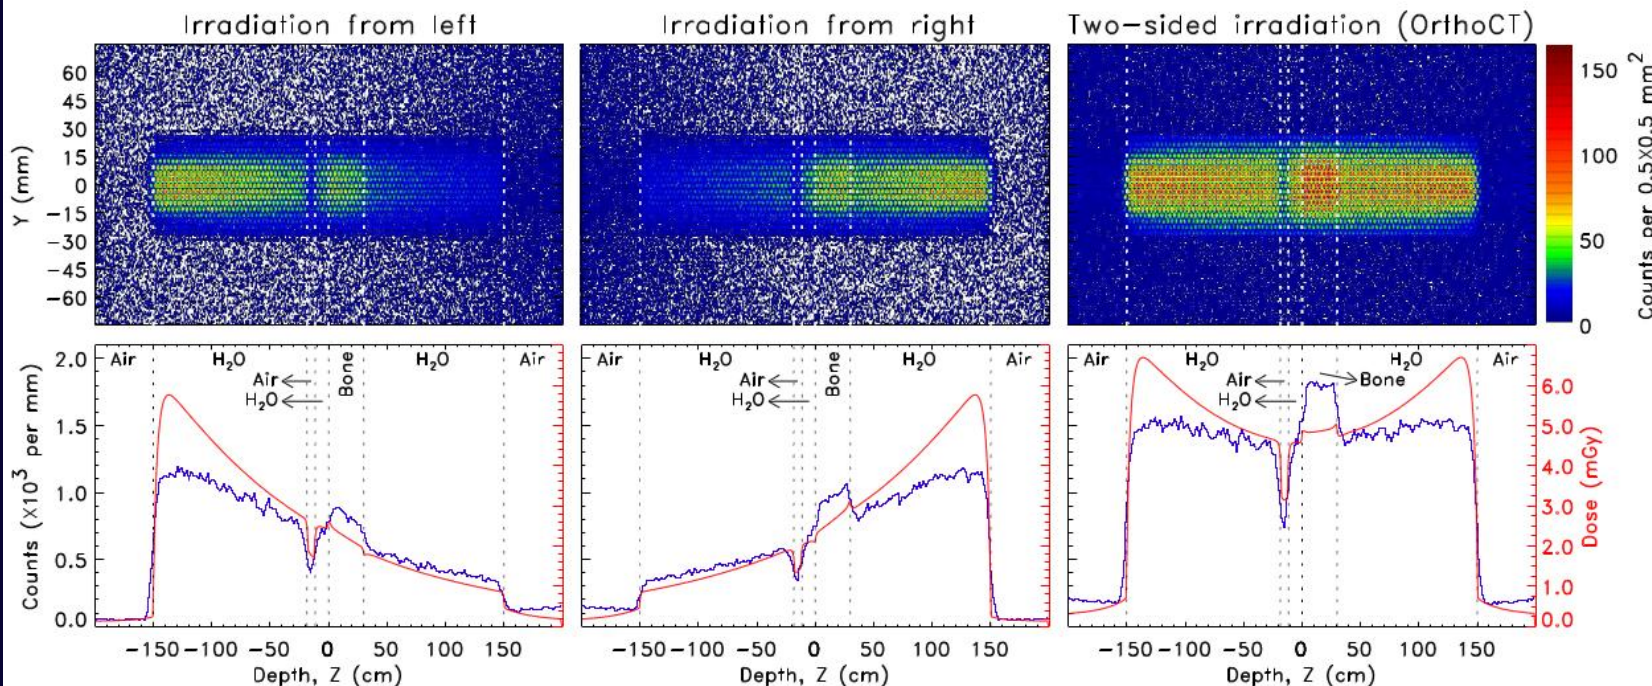 Irradiation from left
Irradiation from right
Two-sided irradiation (OrthoCT)
Y (mm)
60
45
30
15
0
−15
−30
−45
−60
150
100
50
0
Counts per 0.5X0.5 mm²
Counts (×10³ per mm)
2.0
1.5
1.0
0.5
0.0
Air H₂O Bone H₂O Air
Air ←
H₂O ←
−150 −100 −50 0 50 100 150
Depth, Z (cm)
Air H₂O Bone H₂O Air
Air ←
H₂O ←
−150 −100 −50 0 50 100 150
Depth, Z (cm)
Air H₂O H₂O Air
Air ← → Bone
H₂O ←
−150 −100 −50 0 50 100 150
Depth, Z (cm)
6.0
5.0
4.0
3.0
2.0
1.0
0.0
Dose (mGy)